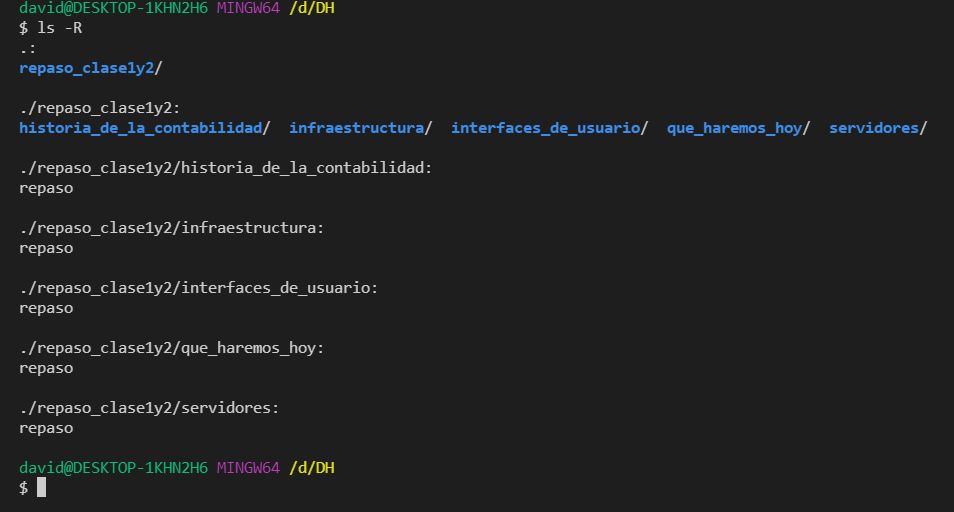 david@DESKTOP-1KHN2H6 MINGW64 /d/DH
$ ls -R
.:
repaso_clase1y2/

./repaso_clase1y2:
historia_de_la_contabilidad/  infraestructura/  interfaces_de_usuario/  que_haremos_hoy/  servidores/

./repaso_clase1y2/historia_de_la_contabilidad:
repaso

./repaso_clase1y2/infraestructura:
repaso

./repaso_clase1y2/interfaces_de_usuario:
repaso

./repaso_clase1y2/que_haremos_hoy:
repaso

./repaso_clase1y2/servidores:
repaso

david@DESKTOP-1KHN2H6 MINGW64 /d/DH
$